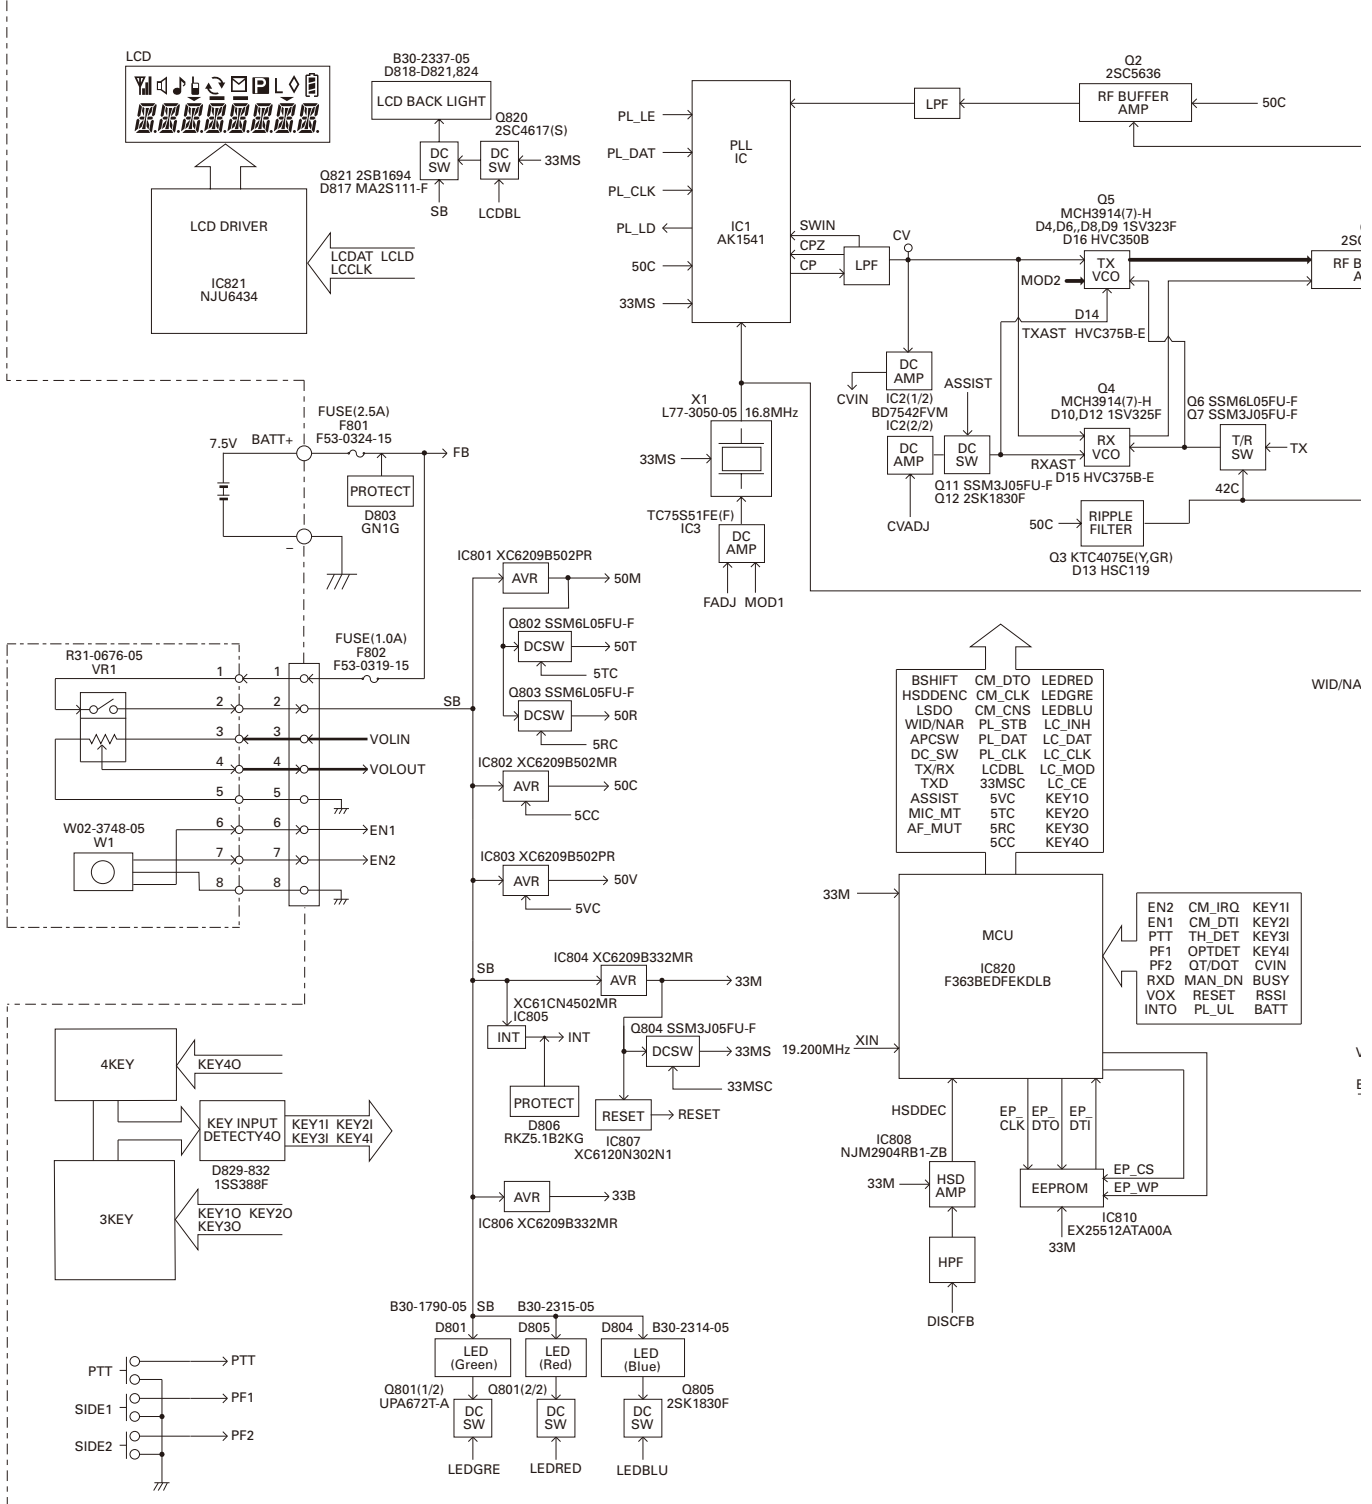 LCD
B30-2337-05
D818-D821,824
LCD BACK LIGHT
Q820
2SC4617(S)
DC
SW
DC
SW
33MS
Q821 2SB1694
D817 MA2S111-F
SB
LCDBL
LCD DRIVER
IC821
NJU6434
LCDAT LCLD
LCCLK
PL_LE
PL_DAT
PL_CLK
PL_LD
50C
33MS
PLL
IC
IC1
AK1541
SWIN
CPZ
CP
LPF
CV
LPF
Q2
2SC5636
RF BUFFER
AMP
50C
Q5
MCH3914(7)-H
D4,D6,,D8,D9 1SV323F
D16 HVC350B
TX
VCO
MOD2
D14
TXAST HVC375B-E
2SC
RF B
A
DC
AMP
CVIN
IC2(1/2)
BD7542FVM
IC2(2/2)
DC
AMP
ASSIST
DC
SW
Q11 SSM3J05FU-F
Q12 2SK1830F
CVADJ
Q4
MCH3914(7)-H
D10,D12 1SV325F
RX
VCO
RXAST
D15 HVC375B-E
Q6 SSM6L05FU-F
Q7 SSM3J05FU-F
T/R
SW
TX
42C
50C
RIPPLE
FILTER
Q3 KTC4075E(Y,GR)
D13 HSC119
X1
L77-3050-05 16.8MHz
33MS
TC75S51FE(F)
IC3
DC
AMP
FADJ MOD1
FUSE(2.5A)
F801
F53-0324-15
7.5V
BATT+
FB
PROTECT
D803
GN1G
–
FUSE(1.0A)
F802
F53-0319-15
R31-0676-05
VR1
1 1
2 2
3 3 VOLIN
4 4 VOLOUT
5 5
6 6 EN1
7 7 EN2
8 8
W02-3748-05
W1
SB
IC801 XC6209B502PR
AVR
50M
Q802 SSM6L05FU-F
DCSW
50T
5TC
Q803 SSM6L05FU-F
DCSW
50R
5RC
IC802 XC6209B502MR
AVR
50C
5CC
IC803 XC6209B502PR
AVR
50V
5VC
SB
IC804 XC6209B332MR
AVR
33M
XC61CN4502MR
IC805
INT
INT
PROTECT
D806
RKZ5.1B2KG
Q804 SSM3J05FU-F
DCSW
33MS
33MSC
RESET
RESET
IC807
XC6120N302N1
AVR
33B
IC806 XC6209B332MR
B30-1790-05 SB B30-2315-05
D801 D805 D804 B30-2314-05
LED
(Green)
LED
(Red)
LED
(Blue)
Q801(1/2)
UPA672T-A
Q801(2/2)
Q805
2SK1830F
DC
SW
DC
SW
DC
SW
LEDGRE
LEDRED
LEDBLU
4KEY
KEY4O
KEY INPUT
DETECTY4O
KEY1I KEY2I
KEY3I KEY4I
D829-832
1SS388F
3KEY
KEY1O KEY2O
KEY3O
PTT
PTT
SIDE1
PF1
SIDE2
PF2
BSHIFT CM_DTO LEDRED
HSDDENC CM_CLK LEDGRE
LSDO CM_CNS LEDBLU
WID/NAR PL_STB LC_INH
APCSW PL_DAT LC_DAT
DC_SW PL_CLK LC_CLK
TX/RX LCDBL LC_MOD
TXD 33MSC LC_CE
ASSIST 5VC KEY1O
MIC_MT 5TC KEY2O
AF_MUT 5RC KEY3O
5CC KEY4O
WID/NA
33M
MCU
IC820
F363BEDFEKDLB
EN2 CM_IRQ KEY1I
EN1 CM_DTI KEY2I
PTT TH_DET KEY3I
PF1 OPTDET KEY4I
PF2 QT/DQT CVIN
RXD MAN_DN BUSY
VOX RESET RSSI
INTO PL_UL BATT
19.200MHz
XIN
HSDDEC
IC808
NJM2904RB1-ZB
33M
HSD
AMP
HPF
DISCFB
EP_
CLK
EP_
DTO
EP_
DTI
EP_CS
EP_WP
EEPROM
IC810
EX25512ATA00A
33M